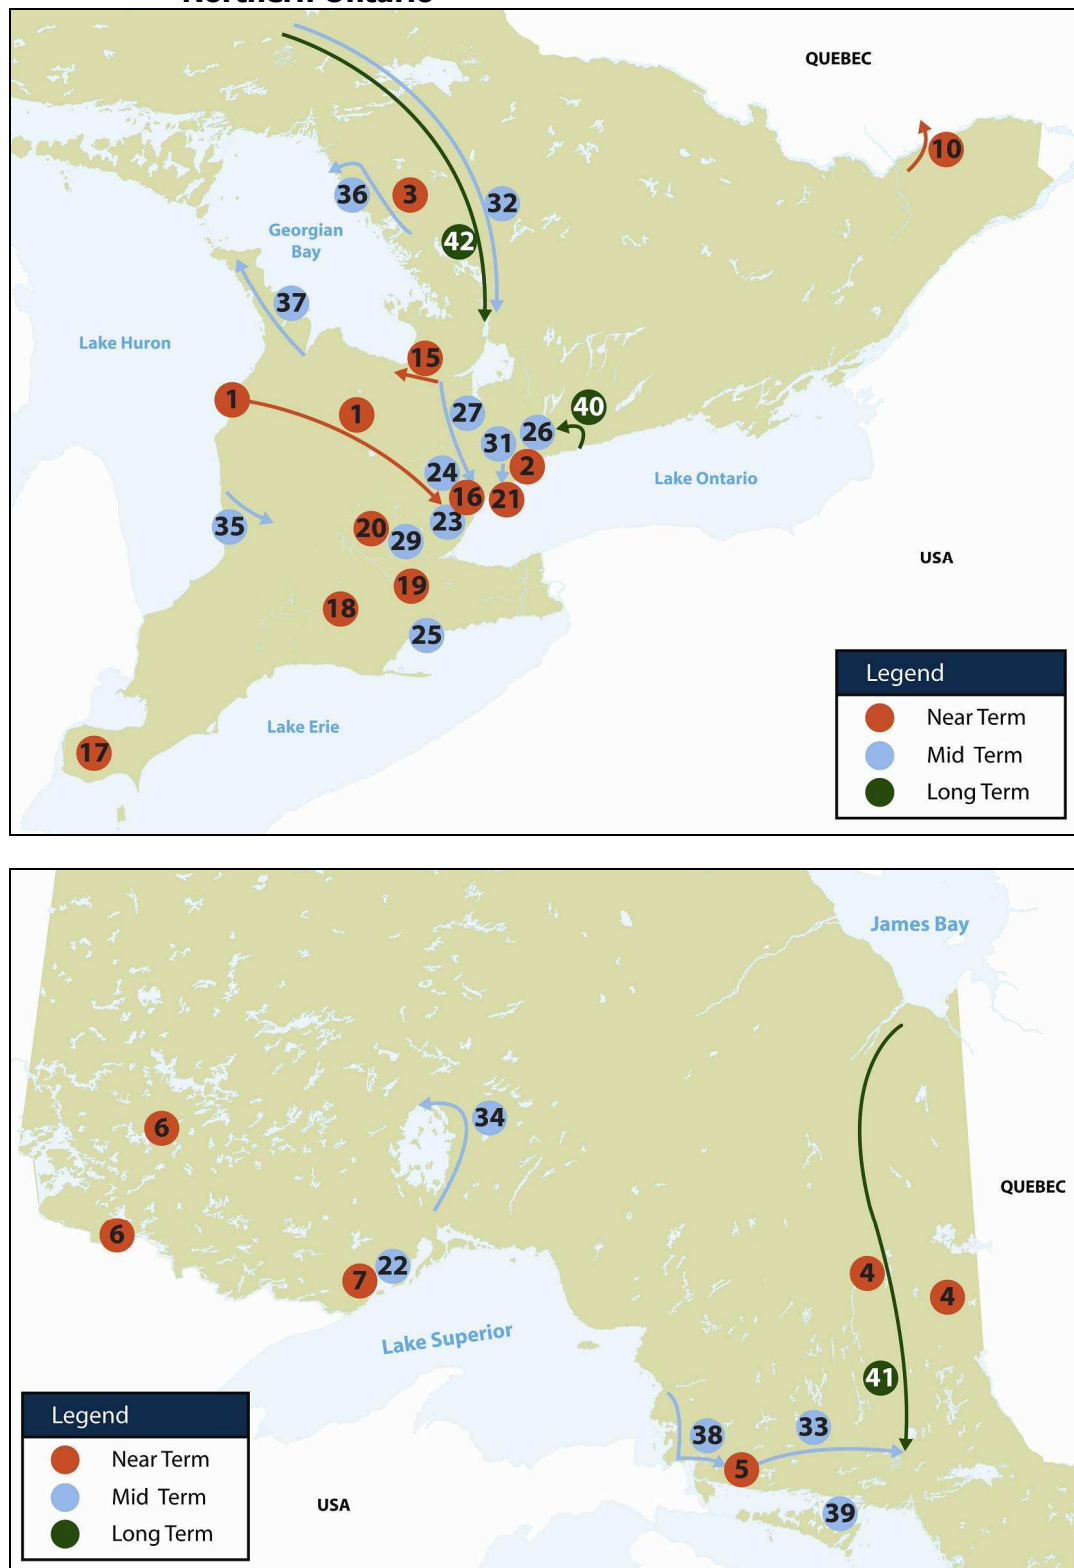 Northern Ontario
QUEBEC
10
36
3
32
42
Georgian
Bay
37
Lake Huron
15
1
1
27
40
26
31
2
24
16
21
Lake Ontario
23
35
20
29
USA
19
18
25
Legend
Near Term
Mid Term
Long Term
Lake Erie
17
James Bay
34
6
QUEBEC
6
22
7
4
4
Lake Superior
41
Legend
33
38
Near Term
5
Mid Term
USA
39
Long Term